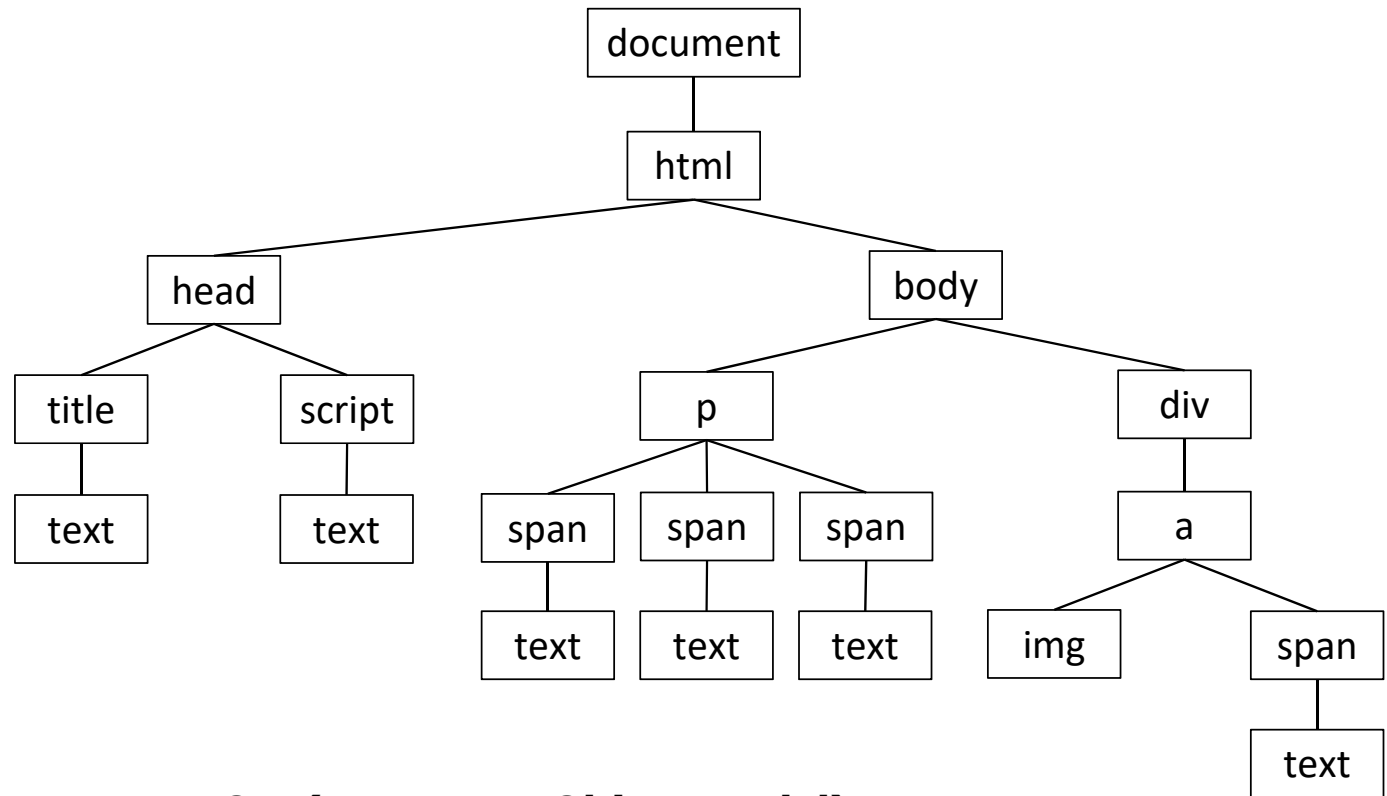 document
html
head
body
title
script
p
div
text
text
span
span
span
a
text
text
text
img
span
text